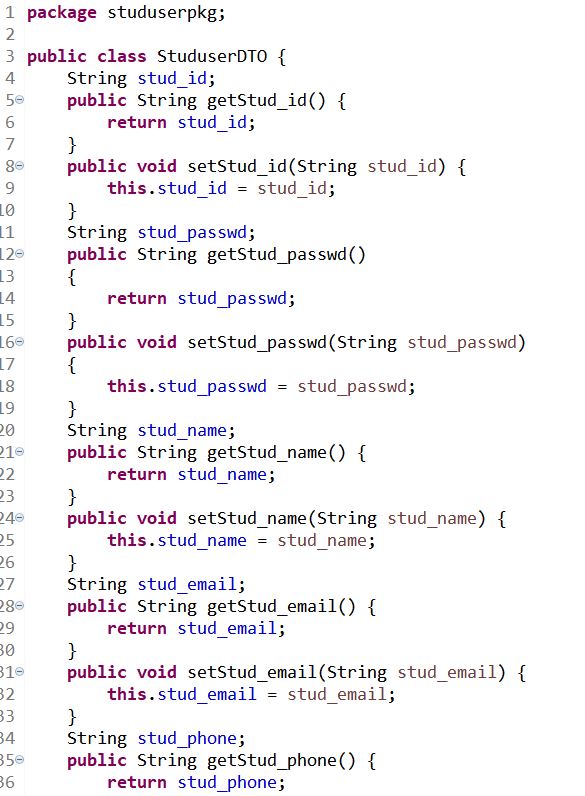 1 package studuserpkg;
2
3 public class StuduserDTO {
4 String stud_id;
5 public String getStud_id() {
6 return stud_id;
7 }
8 public void setStud_id(String stud_id) {
9 this.stud_id = stud_id;
10 }
11 String stud_passwd;
12 public String getStud_passwd()
13 {
14 return stud_passwd;
15 }
16 public void setStud_passwd(String stud_passwd)
17 {
18 this.stud_passwd = stud_passwd;
19 }
20 String stud_name;
21 public String getStud_name() {
22 return stud_name;
23 }
24 public void setStud_name(String stud_name) {
25 this.stud_name = stud_name;
26 }
27 String stud_email;
28 public String getStud_email() {
29 return stud_email;
30 }
31 public void setStud_email(String stud_email) {
32 this.stud_email = stud_email;
33 }
34 String stud_phone;
35 public String getStud_phone() {
36 return stud_phone;